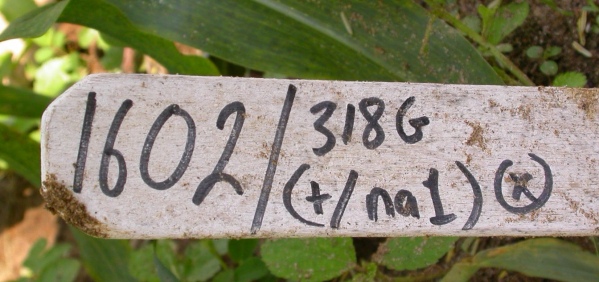 1602/ 318G
(+/na1) (x)